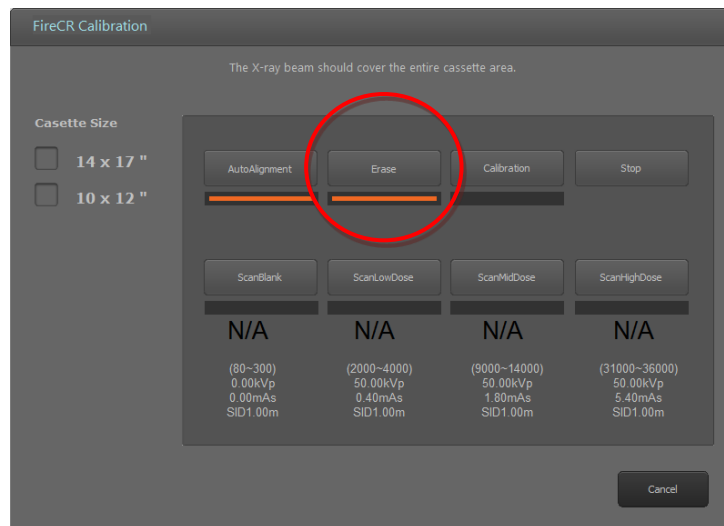 FireCR Calibration
The X-ray beam should cover the entire cassette area.
Casette Size
14 x 17 "
10 x 12 "
AutoAlignment Erase Calibration Stop
ScanBlank ScanLowDose ScanMidDose ScanHighDose
N/A N/A N/A N/A
(80~300) (2000~4000) (9000~14000) (31000~36000)
0.00kVp 50.00kVp 50.00kVp 50.00kVp
0.00mAs 0.40mAs 1.80mAs 5.40mAs
SID1.00m SID1.00m SID1.00m SID1.00m
Cancel